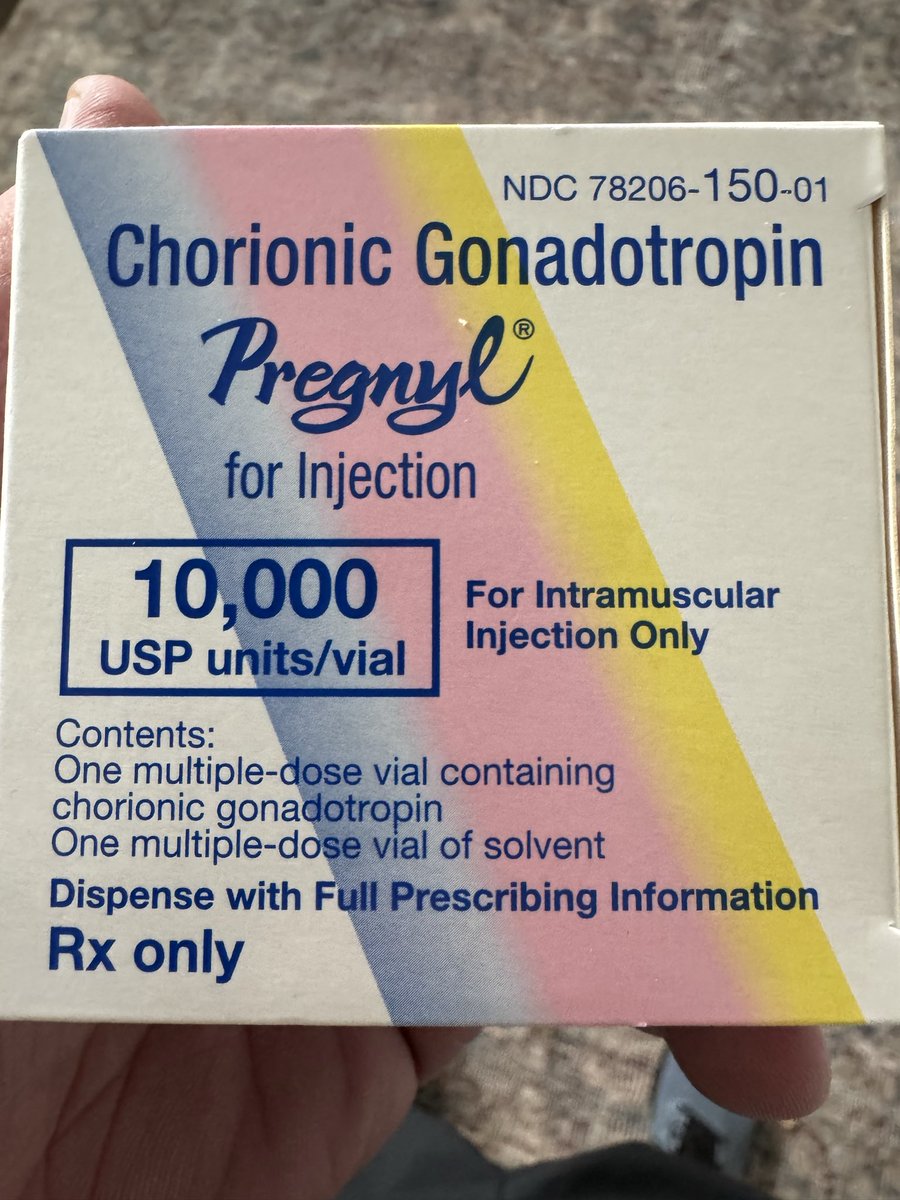 NDC 78206-150-01
Chorionic Gonadotropin
Pregnyl®
for Injection
10,000
USP units/vial
For Intramuscular
Injection Only
Contents:
One multiple-dose vial containing
chorionic gonadotropin
One multiple-dose vial of solvent
Dispense with Full Prescribing Information
Rx only